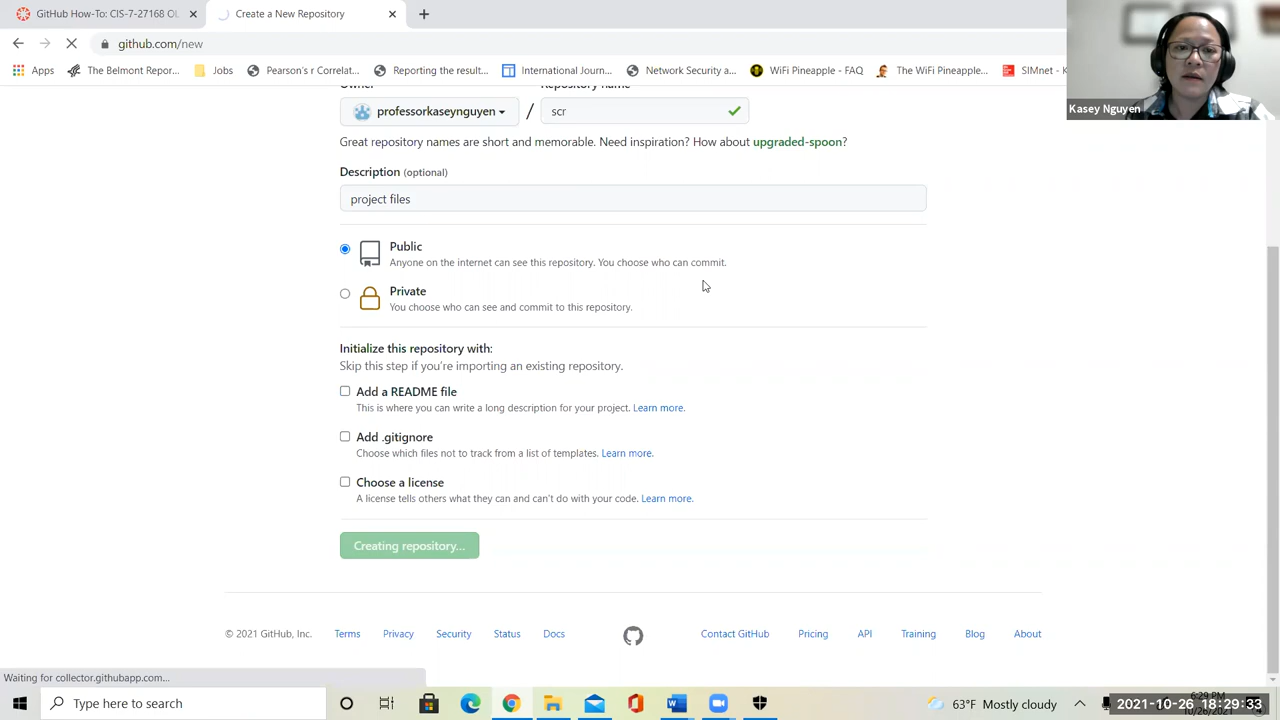 GitHub How-To: CIS-7-27168 OL
Create a New Repository
github.com/new
Apps
The Belmont Repor...
Jobs
Pearson's r Correlat...
Reporting the result...
International Journ...
Network Security a...
WiFi Pineapple - FAQ
The WiFi Pineapple...
SIMnet - K
Kasey Nguyen
professorkaseynguyen / scr
Great repository names are short and memorable. Need inspiration? How about upgraded-spoon?
Description (optional)
project files
Public
Anyone on the internet can see this repository. You choose who can commit.
Private
You choose who can see and commit to this repository.
Initialize this repository with:
Skip this step if you're importing an existing repository.
Add a README file
This is where you can write a long description for your project. Learn more.
Add .gitignore
Choose which files not to track from a list of templates. Learn more.
Choose a license
A license tells others what they can and can't do with your code. Learn more.
Creating repository...
© 2021 GitHub, Inc.
Terms
Privacy
Security
Status
Docs
Contact GitHub
Pricing
API
Training
Blog
About
Waiting for collector.githubapp.com...
Type here to search
63°F Mostly cloudy
6:29 PM
2021-10-26 18:29:33